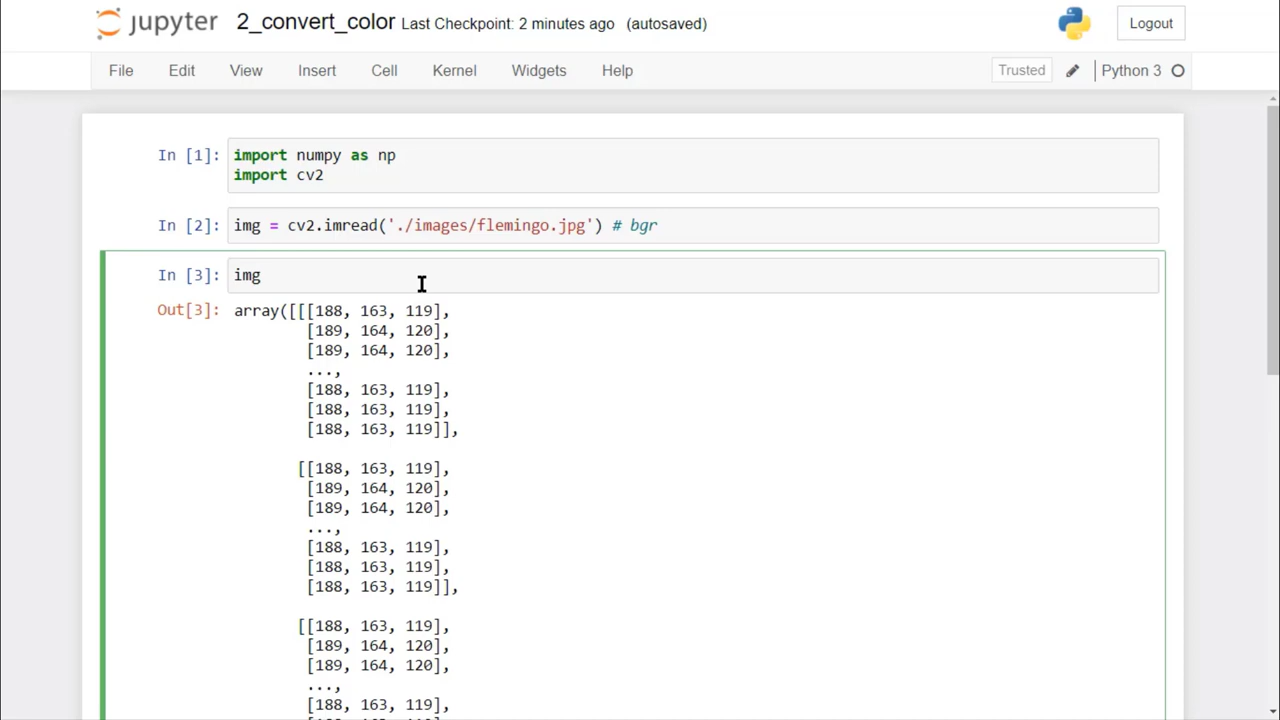 jupyter 2_convert_color Last Checkpoint: 2 minutes ago (autosaved) Logout
File Edit View Insert Cell Kernel Widgets Help Trusted Python 3
In [1]: import numpy as np
import cv2
In [2]: img = cv2.imread('./images/flemingo.jpg') # bgr
In [3]: img
Out[3]: array([[[188, 163, 119],
[189, 164, 120],
[189, 164, 120],
...,
[188, 163, 119],
[188, 163, 119],
[188, 163, 119]],
[[188, 163, 119],
[189, 164, 120],
[189, 164, 120],
...,
[188, 163, 119],
[188, 163, 119],
[188, 163, 119]],
[[188, 163, 119],
[189, 164, 120],
[189, 164, 120],
...,
[188, 163, 119],